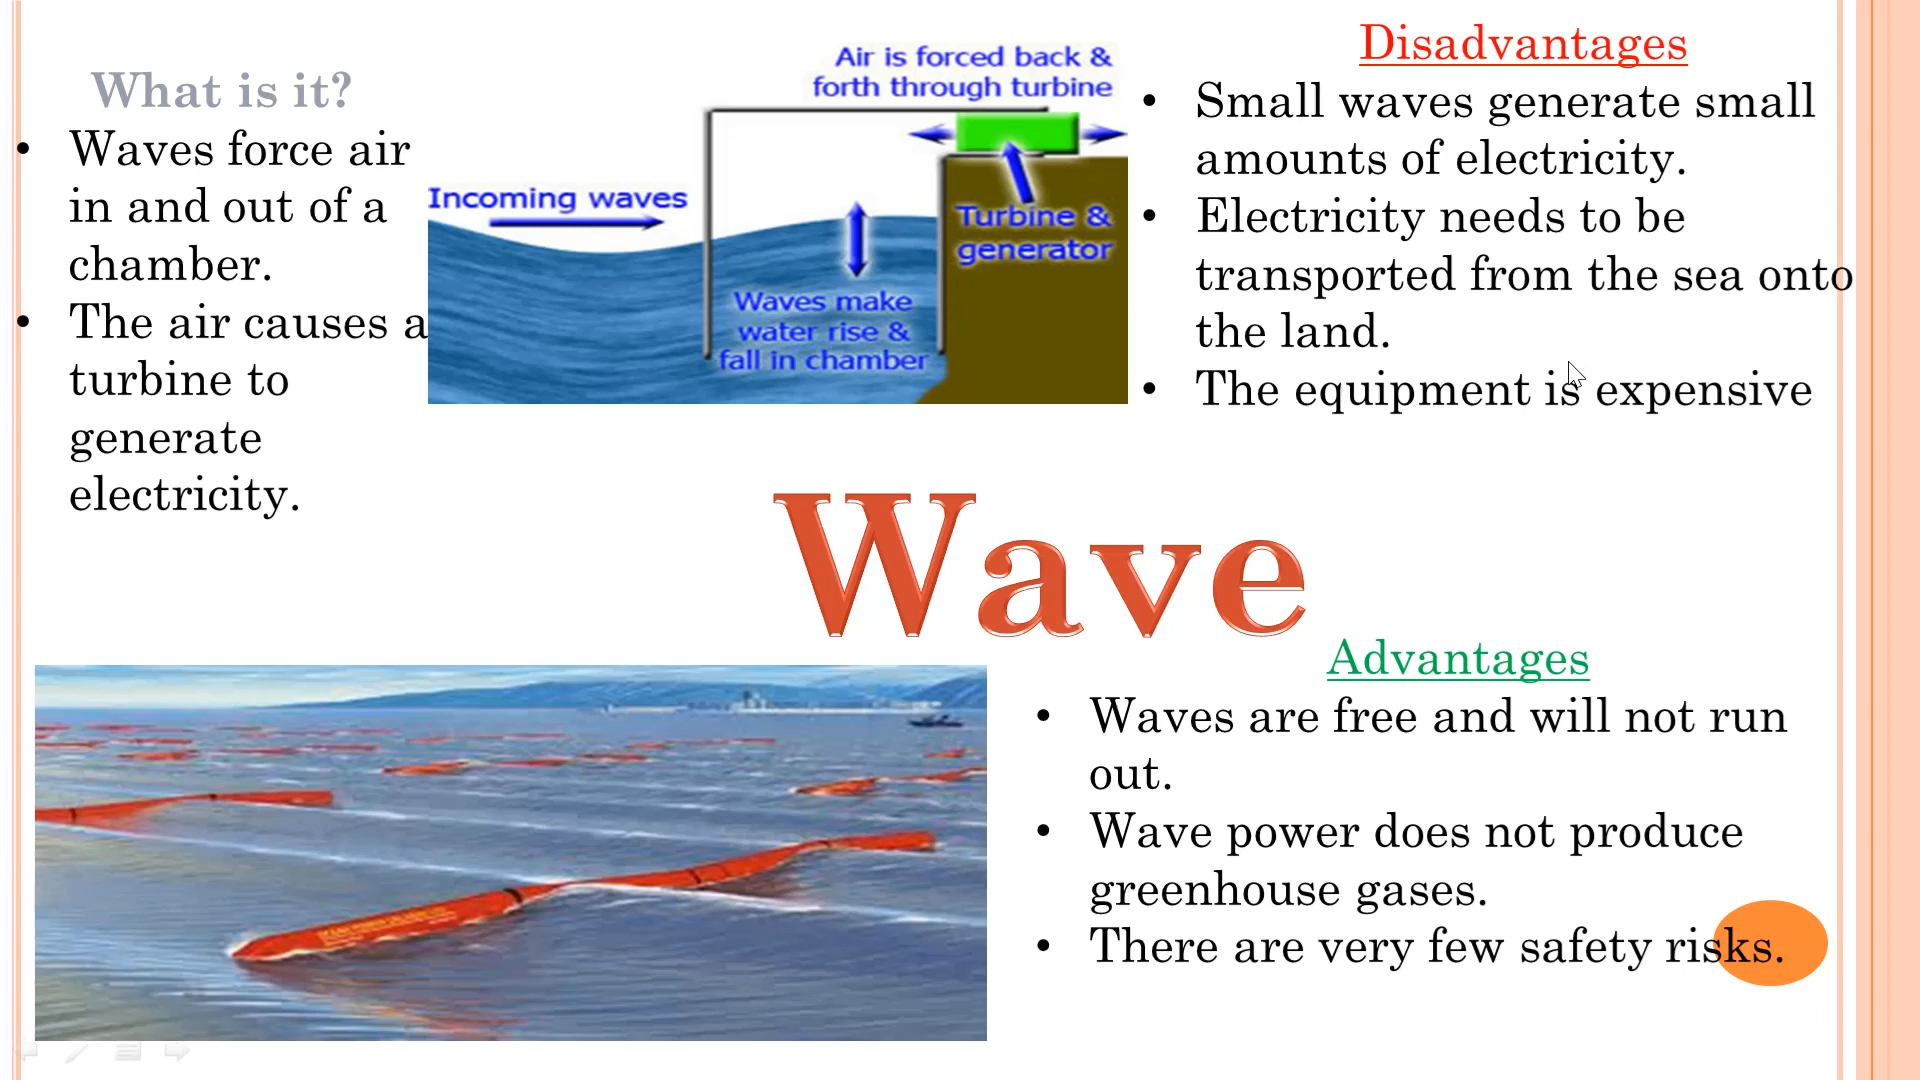 What is it?
• Waves force air
in and out of a
chamber.
• The air causes a
turbine to
generate
electricity.
Air is forced back &
forth through turbine
Incoming waves
Turbine &
generator
Waves make
water rise &
fall in chamber
Disadvantages
• Small waves generate small
amounts of electricity.
• Electricity needs to be
transported from the sea onto
the land.
• The equipment is expensive
Wave
Advantages
• Waves are free and will not run
out.
• Wave power does not produce
greenhouse gases.
• There are very few safety risks.